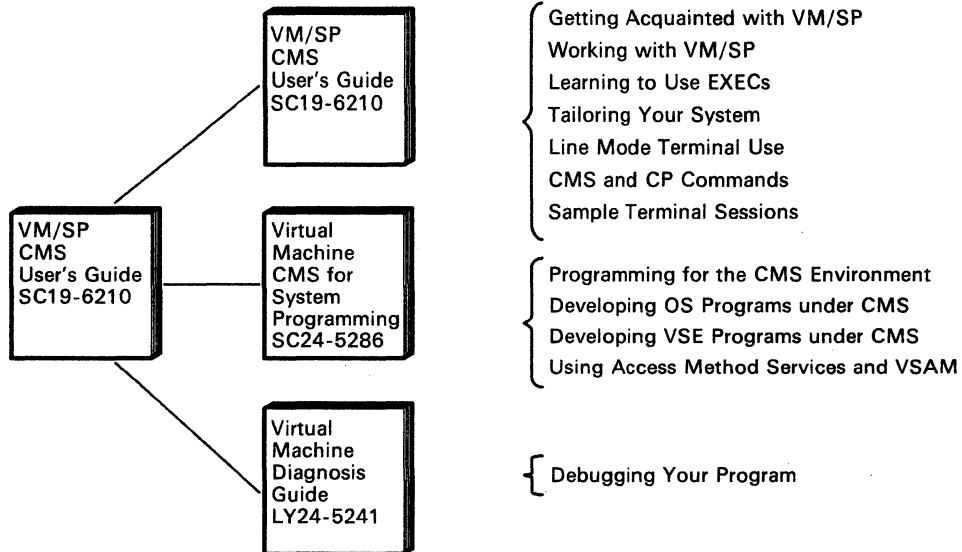 VM/SP
CMS
User's Guide
SC19-6210
Getting Acquainted with VM/SP
Working with VM/SP
Learning to Use EXECs
Tailoring Your System
Line Mode Terminal Use
CMS and CP Commands
Sample Terminal Sessions
VM/SP
CMS
User's Guide
SC19-6210
Virtual
Machine
CMS for
System
Programming
SC24-5286
Programming for the CMS Environment
Developing OS Programs under CMS
Developing VSE Programs under CMS
Using Access Method Services and VSAM
Virtual
Machine
Diagnosis
Guide
LY24-5241
Debugging Your Program